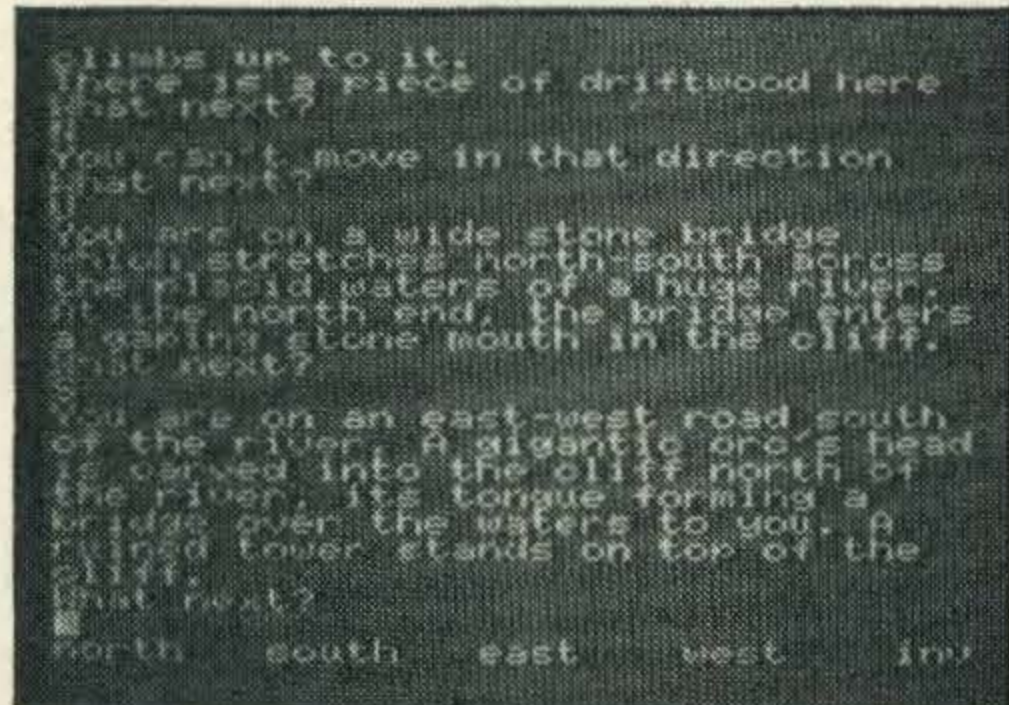 climbs up to it.
There is a piece of driftwood here
What next?
You can't move in that direction
What next?
You are on a wide stone bridge
which stretches north-south across
the placid waters of a huge river.
At the north end, the bridge enters
a gaping stone mouth in the cliff.
What next?
You are on an east-west road south
of the river. A gigantic orc's head
is carved into the cliff north of
the river, its tongue forming a
bridge over the waters to you. A
ruined tower stands on top of the
cliff.
What next?
north south east west inv